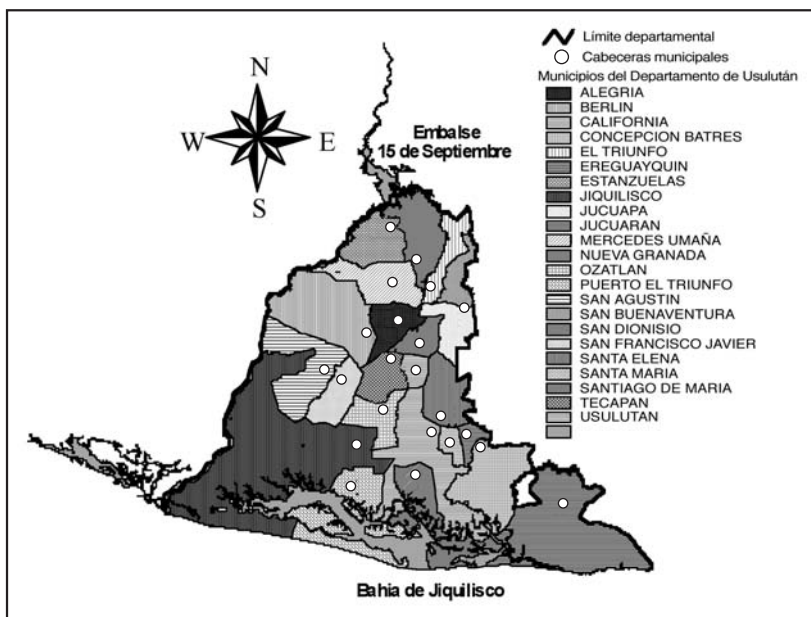 N
W E
S
Embalse
15 de Septiembre
Bahia de Jiquilisco
Límite departamental
Cabeceras municipales
Municipios del Departamento de Usulután
ALEGRIA
BERLIN
CALIFORNIA
CONCEPCION BATRES
EL TRIUNFO
EREGUAYQUIN
ESTANZUELAS
JIQUILISCO
JUCUAPA
JUCUARAN
MERCEDES UMAÑA
NUEVA GRANADA
OZATLAN
PUERTO EL TRIUNFO
SAN AGUSTIN
SAN BUENAVENTURA
SAN DIONISIO
SAN FRANCISCO JAVIER
SANTA ELENA
SANTA MARIA
SANTIAGO DE MARIA
TECAPAN
USULUTAN